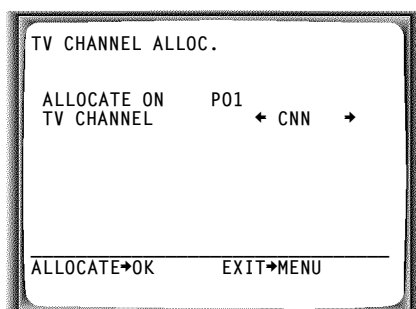 TV CHANNEL ALLOC.
ALLOCATE ON P01
TV CHANNEL ← CNN →
ALLOCATE→OK EXIT→MENU